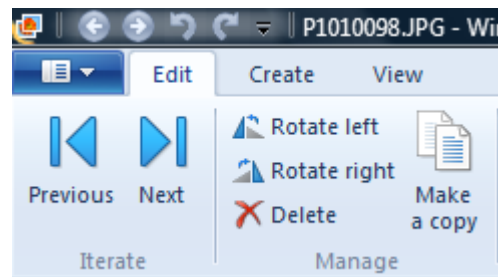 P1010098.JPG - Wi
Edit Create View
Rotate left
Rotate right
Previous Next
Delete
Make
a copy
Iterate
Manage